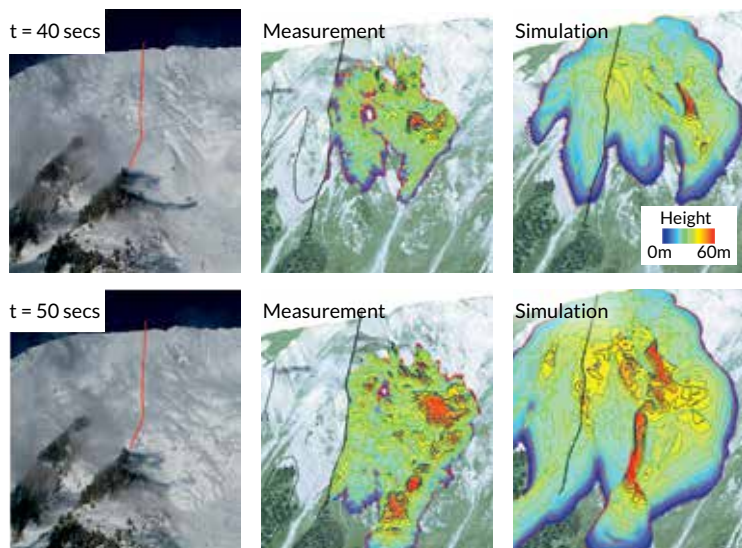 t = 40 secs
Measurement
Simulation
Height
0m 60m
t = 50 secs
Measurement
Simulation